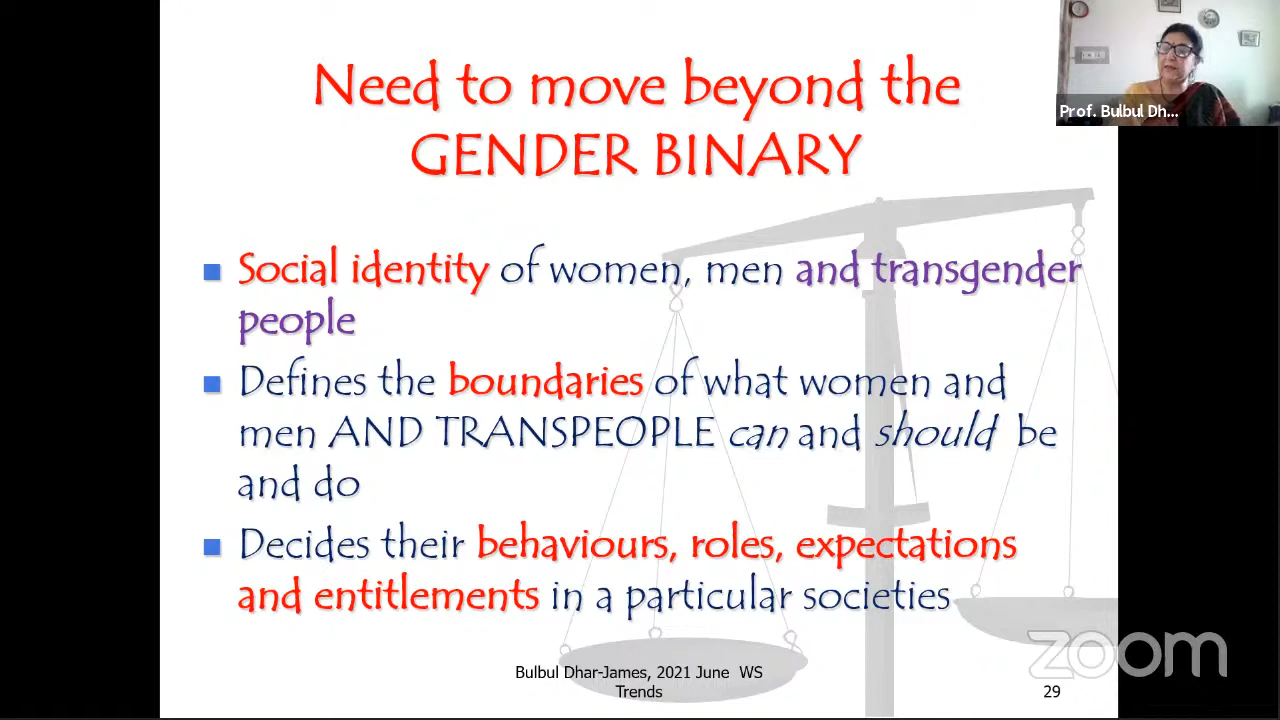 Need to move beyond the
GENDER BINARY
Prof. Bulbul Dh...
Social identity of women, men and transgender
people
Defines the boundaries of what women and
men AND TRANSPEOPLE can and should be
and do
Decides their behaviours, roles, expectations
and entitlements in a particular societies
Bulbul Dhar-James, 2021 June WS
Trends
29
zoom